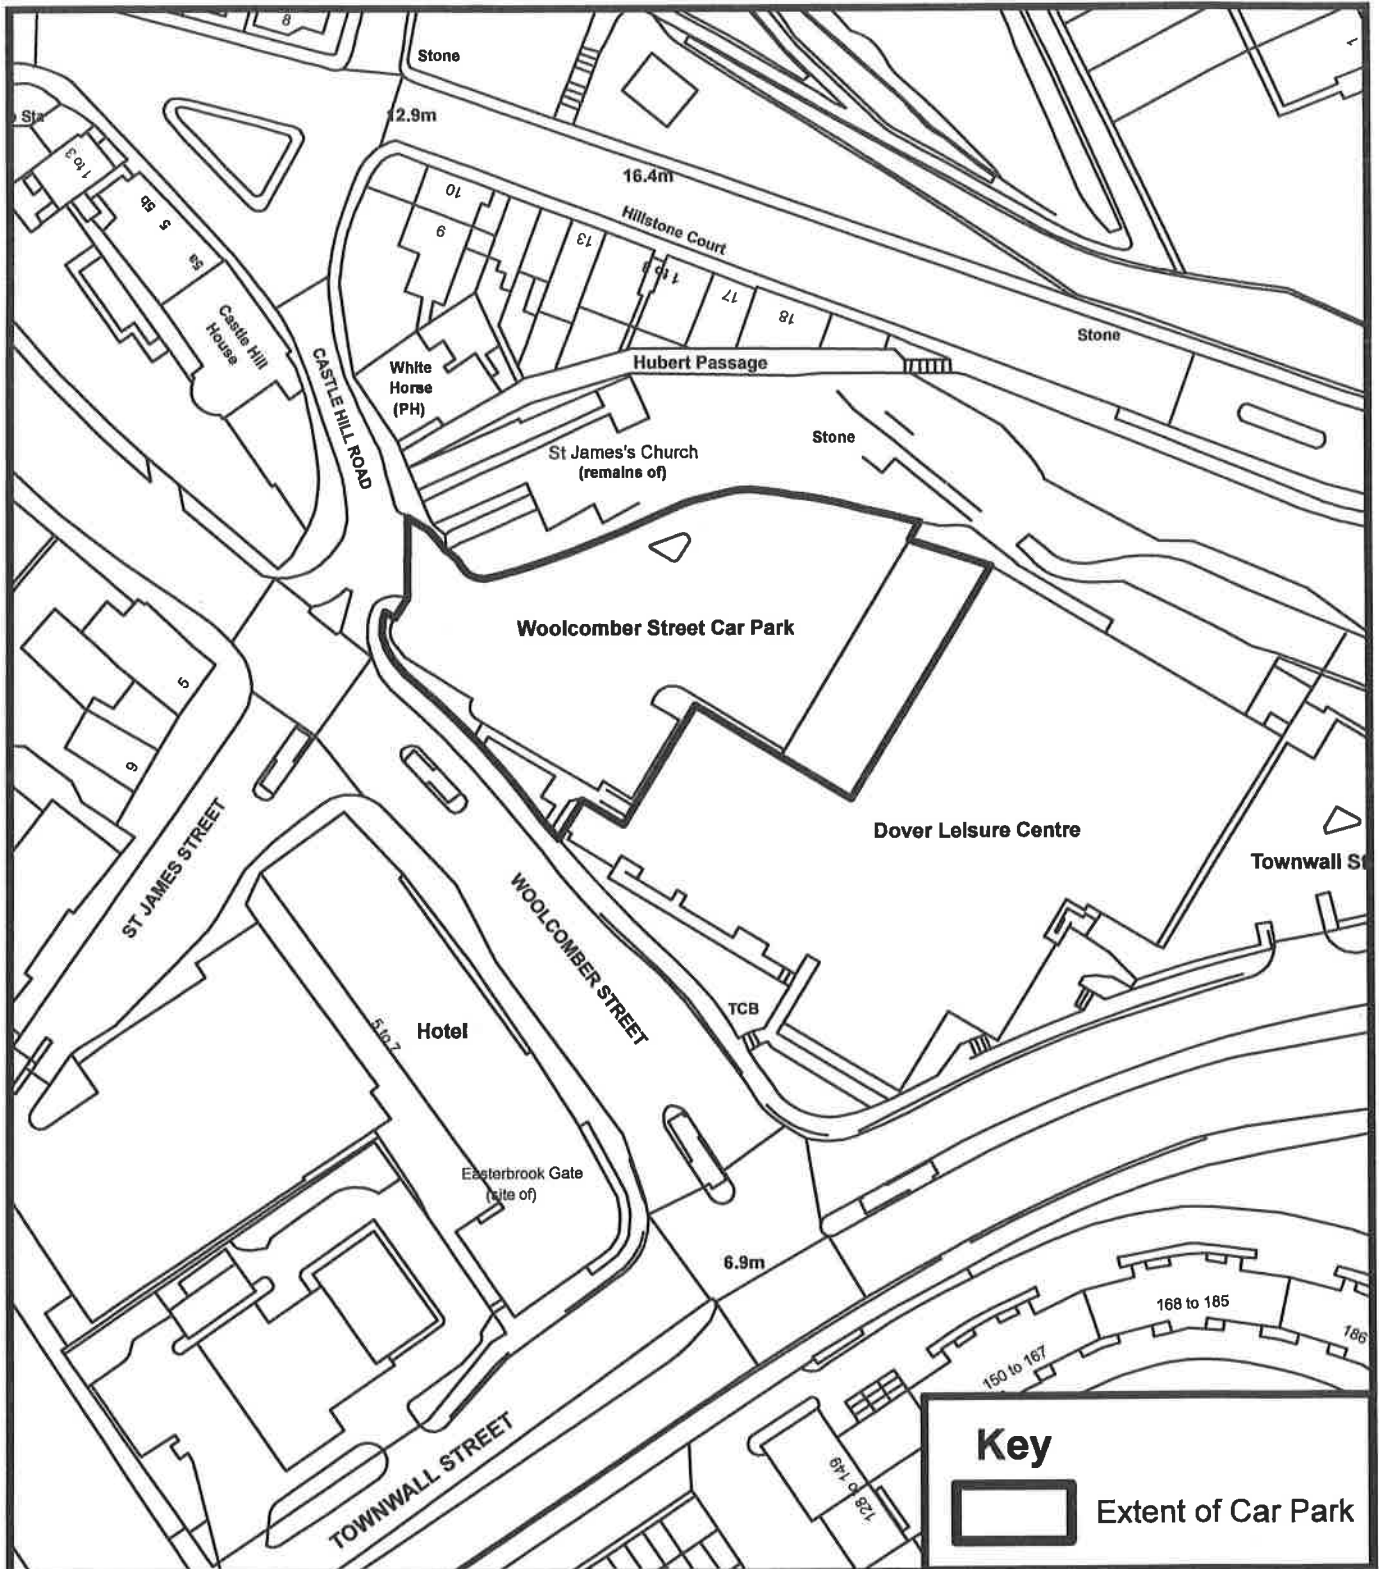 8
Stone
12.9m
Sta
1 to 3
5b
5
5a
Castle Hill
House
16.4m
Hillstone Court
10
9
13
17
18
Stone
CASTLE HILL ROAD
White
Horse
(PH)
Hubert Passage
St James's Church
(remains of)
Stone
Woolcomber Street Car Park
5
9
ST JAMES STREET
Dover Leisure Centre
Townwall St
WOOLCOMBER STREET
TCB
5 to 7
Hotel
Easterbrook Gate
(site of)
6.9m
168 to 185
186
150 to 167
128 to 149
TOWNWALL STREET
Key
Extent of Car Park